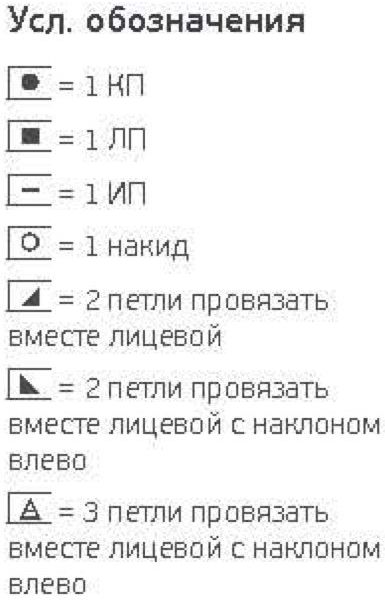 Усл. обозначения
= 1 КП
= 1 ЛП
= 1 ИП
= 1 накид
= 2 петли провязать
вместе лицевой
= 2 петли провязать
вместе лицевой с наклоном
влево
= 3 петли провязать
вместе лицевой с наклоном
влево